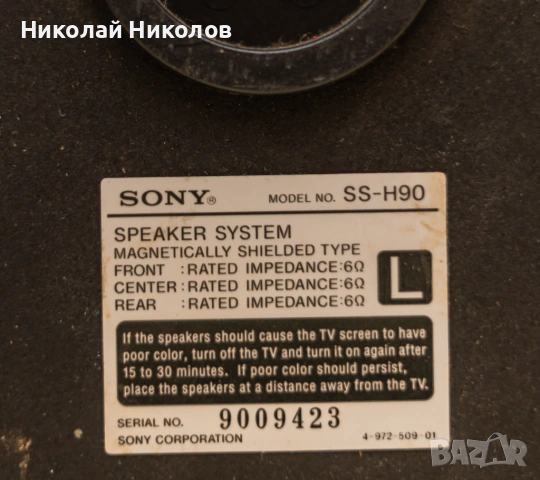 Николай Николов
SONY® MODEL NO. SS-H90
SPEAKER SYSTEM
MAGNETICALLY SHIELDED TYPE
FRONT :RATED IMPEDANCE:6Ω
CENTER:RATED IMPEDANCE:6Ω
REAR :RATED IMPEDANCE:6Ω
L
If the speakers should cause the TV screen to have
poor color, turn off the TV and turn it on again after
15 to 30 minutes. If poor color should persist,
place the speakers at a distance away from the TV.
SERIAL NO. 9009423
SONY CORPORATION 4-972-509-01
BAZAR